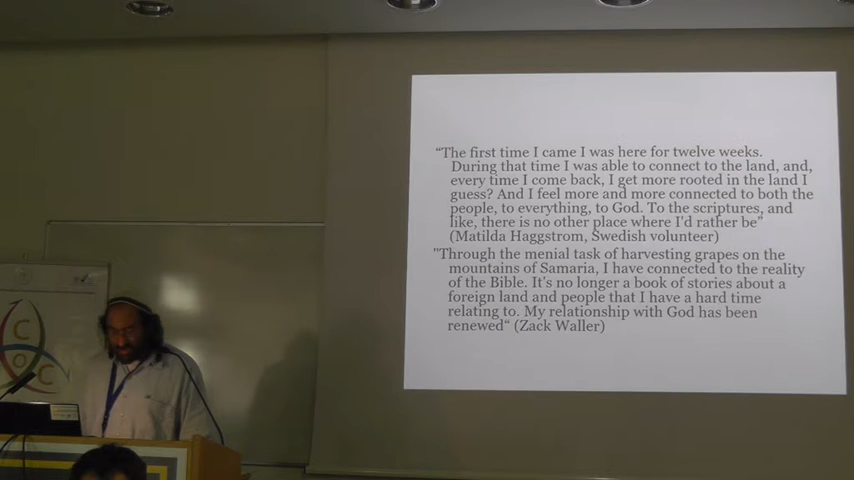 “The first time I came I was here for twelve weeks.
During that time I was able to connect to the land, and,
every time I come back, I get more rooted in the land I
guess? And I feel more and more connected to both the
people, to everything, to God. To the scriptures, and
like, there is no other place where I'd rather be”
(Matilda Haggstrom, Swedish volunteer)
"Through the menial task of harvesting grapes on the
mountains of Samaria, I have connected to the reality
of the Bible. It's no longer a book of stories about a
foreign land and people that I have a hard time
relating to. My relationship with God has been
renewed“ (Zack Waller)
C
O
C